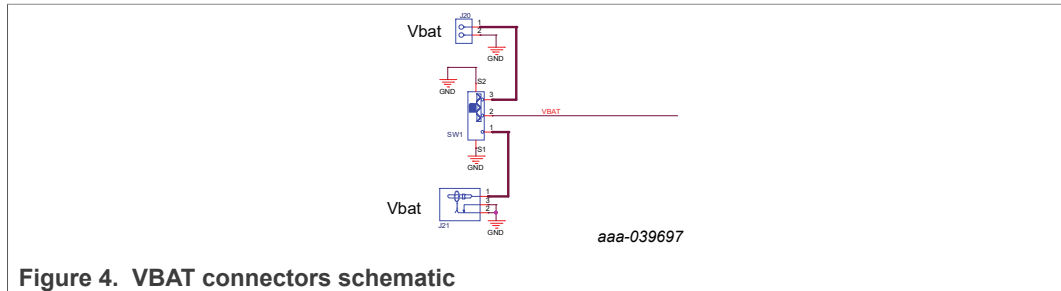 J20
Vbat
1
2
GND
GND
S2
3
2
VBAT
1
SW1
S1
GND
Vbat
1
3
2
J21
GND
aaa-039697
Figure 4. VBAT connectors schematic